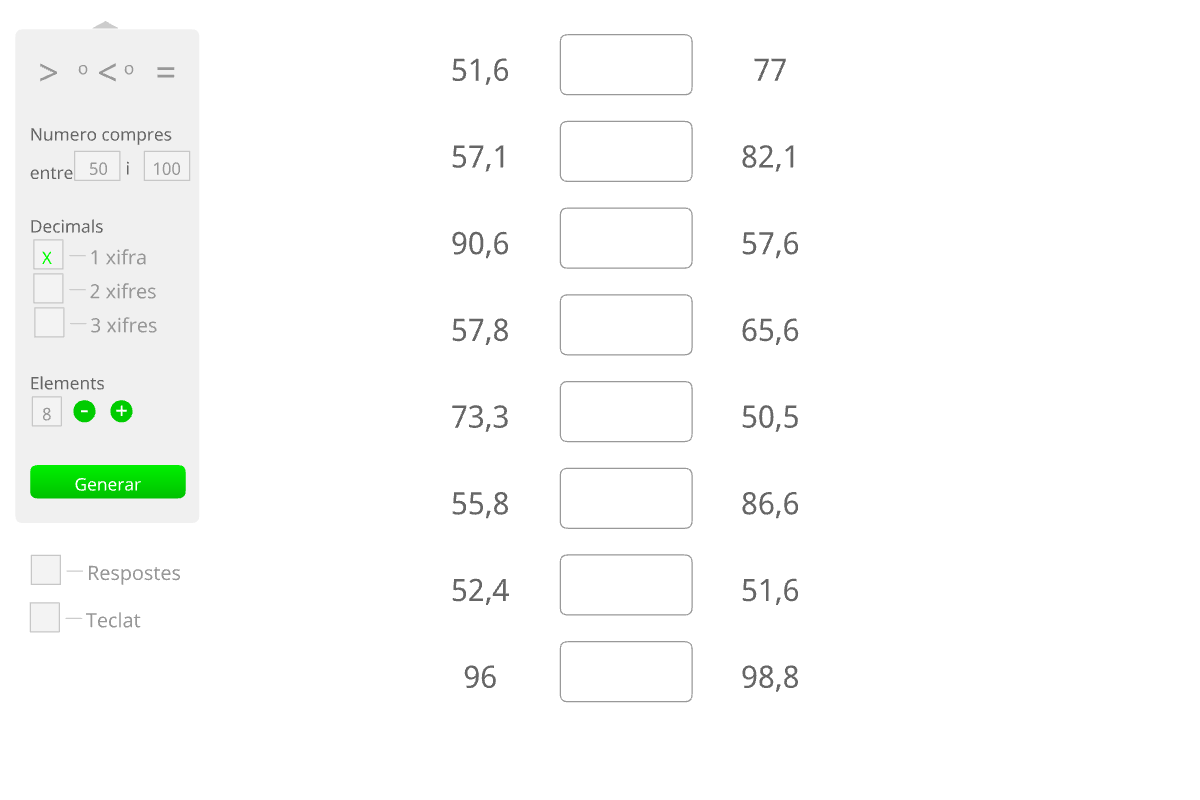 > º < º =
Numero compres
entre 50 i 100
Decimals
X 1 xifra
2 xifres
3 xifres
Elements
8 - +
Generar
Respostes
Teclat
51,6 77
57,1 82,1
90,6 57,6
57,8 65,6
73,3 50,5
55,8 86,6
52,4 51,6
96 98,8